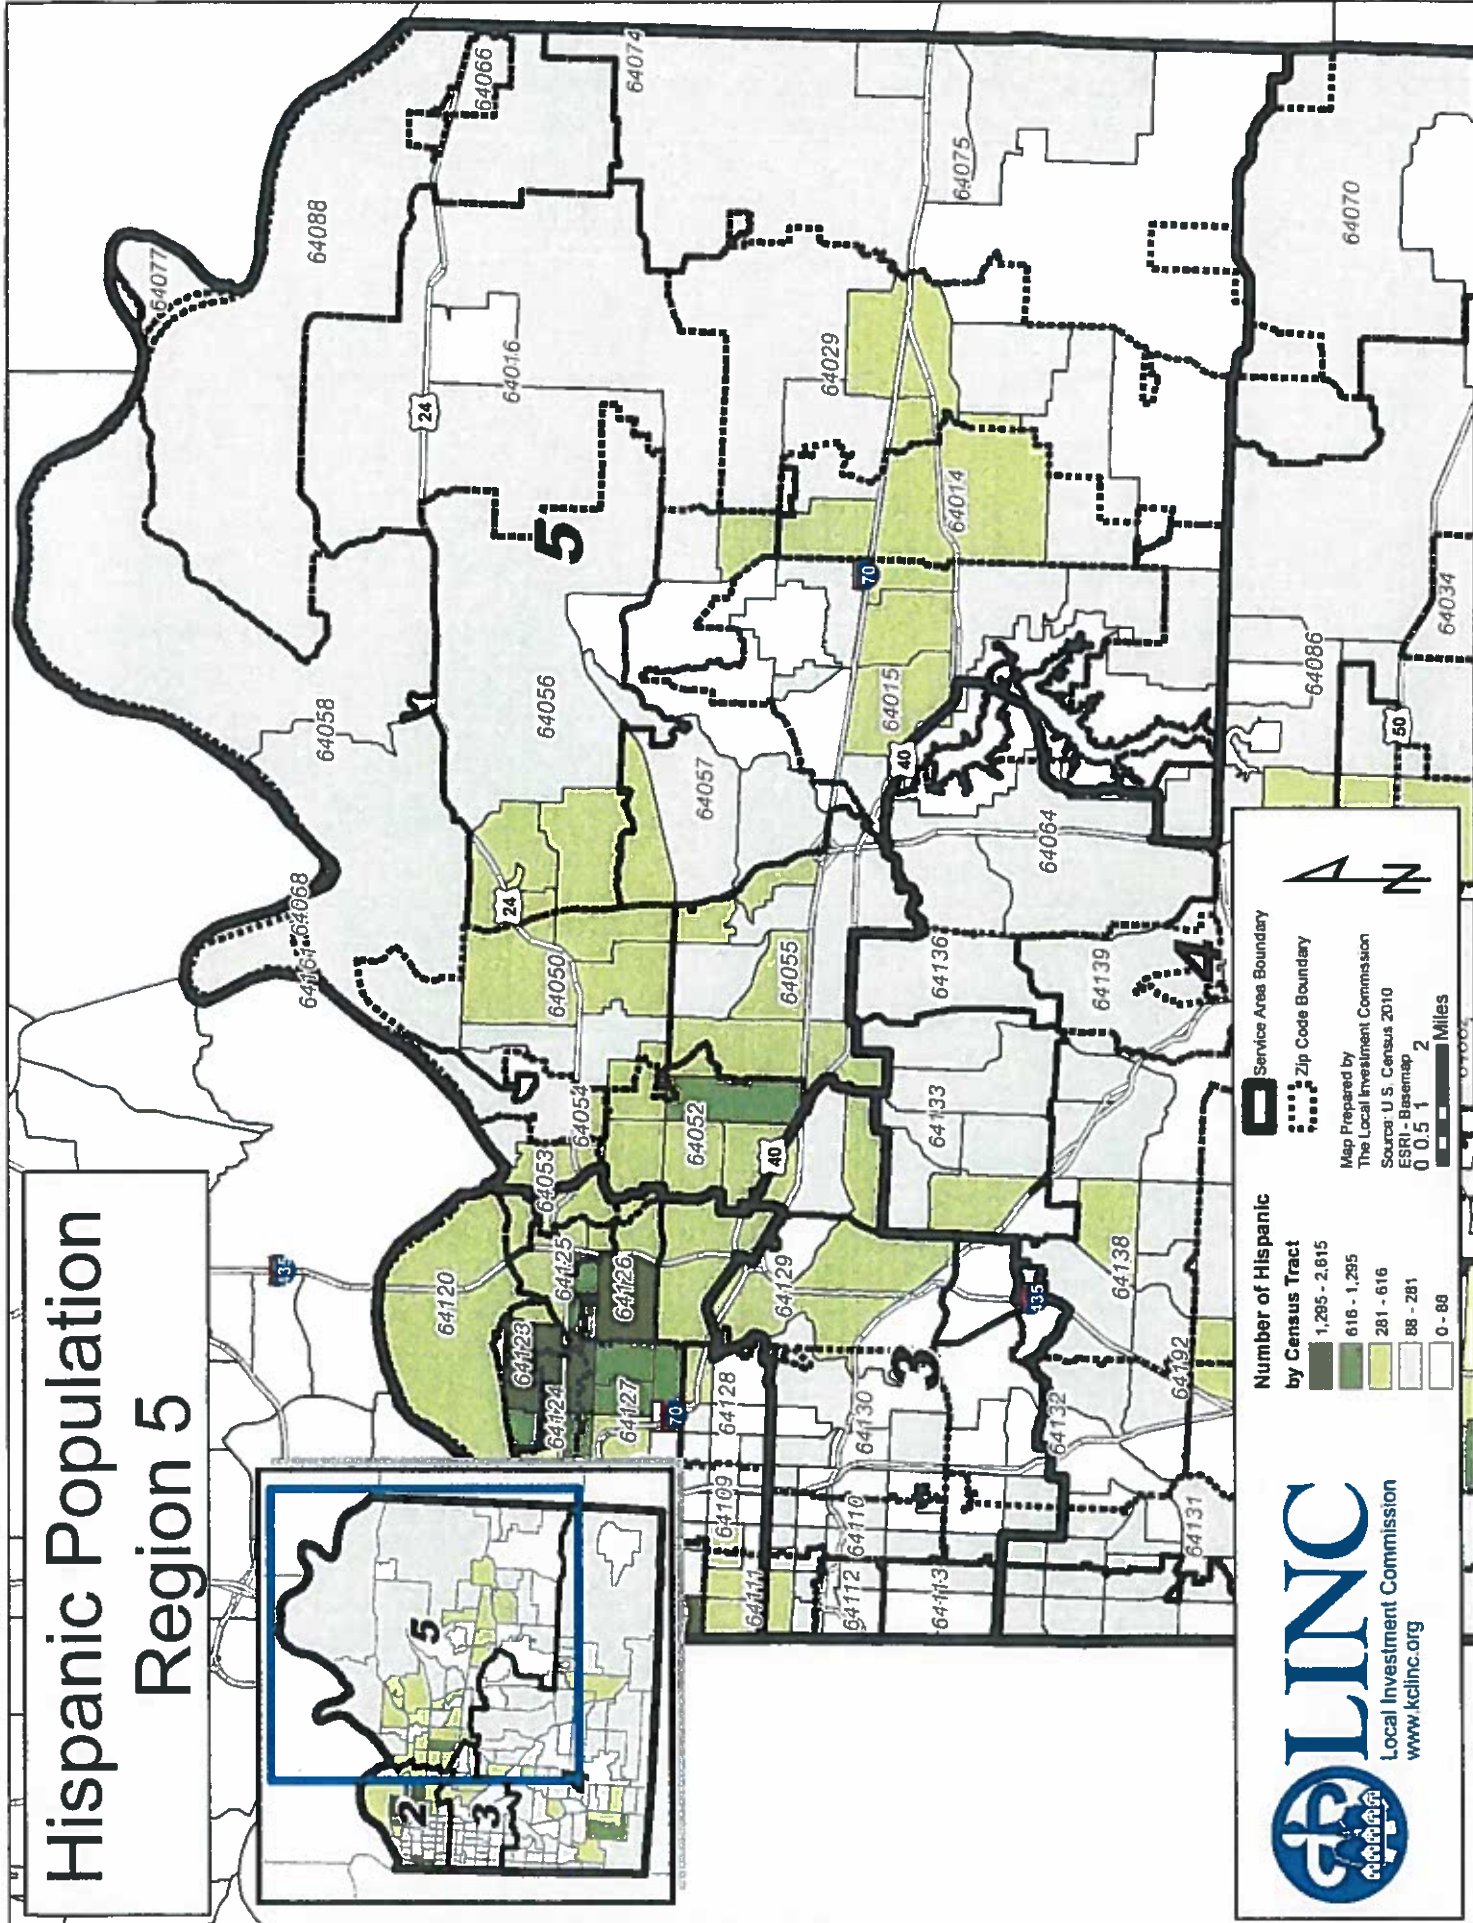 Hispanic Population
Region 5
2
3
5
64066
64074
64088
64077
64075
64070
64016
24
64029
5
64014
70
64034
64086
64058
64056
64015
40
50
64057
64064
64068
24
64161
64050
64055
64136
64139
4
64054
64052
64133
64053
40
435
64120
64125
64126
64129
64138
64123
435
64124
64127
64128
3
64192
70
64130
64132
64109
64110
64131
64111
64112
64113
LINC
Local Investment Commission
www.kclinc.org
Number of Hispanic
by Census Tract
1,295 - 2,615
616 - 1,295
281 - 616
88 - 281
0 - 88
Service Area Boundary
Zip Code Boundary
Map Prepared by
The Local Investment Commission
Source: U.S. Census 2010
ESRI - Basemap
0 0.5 1 2
Miles
N